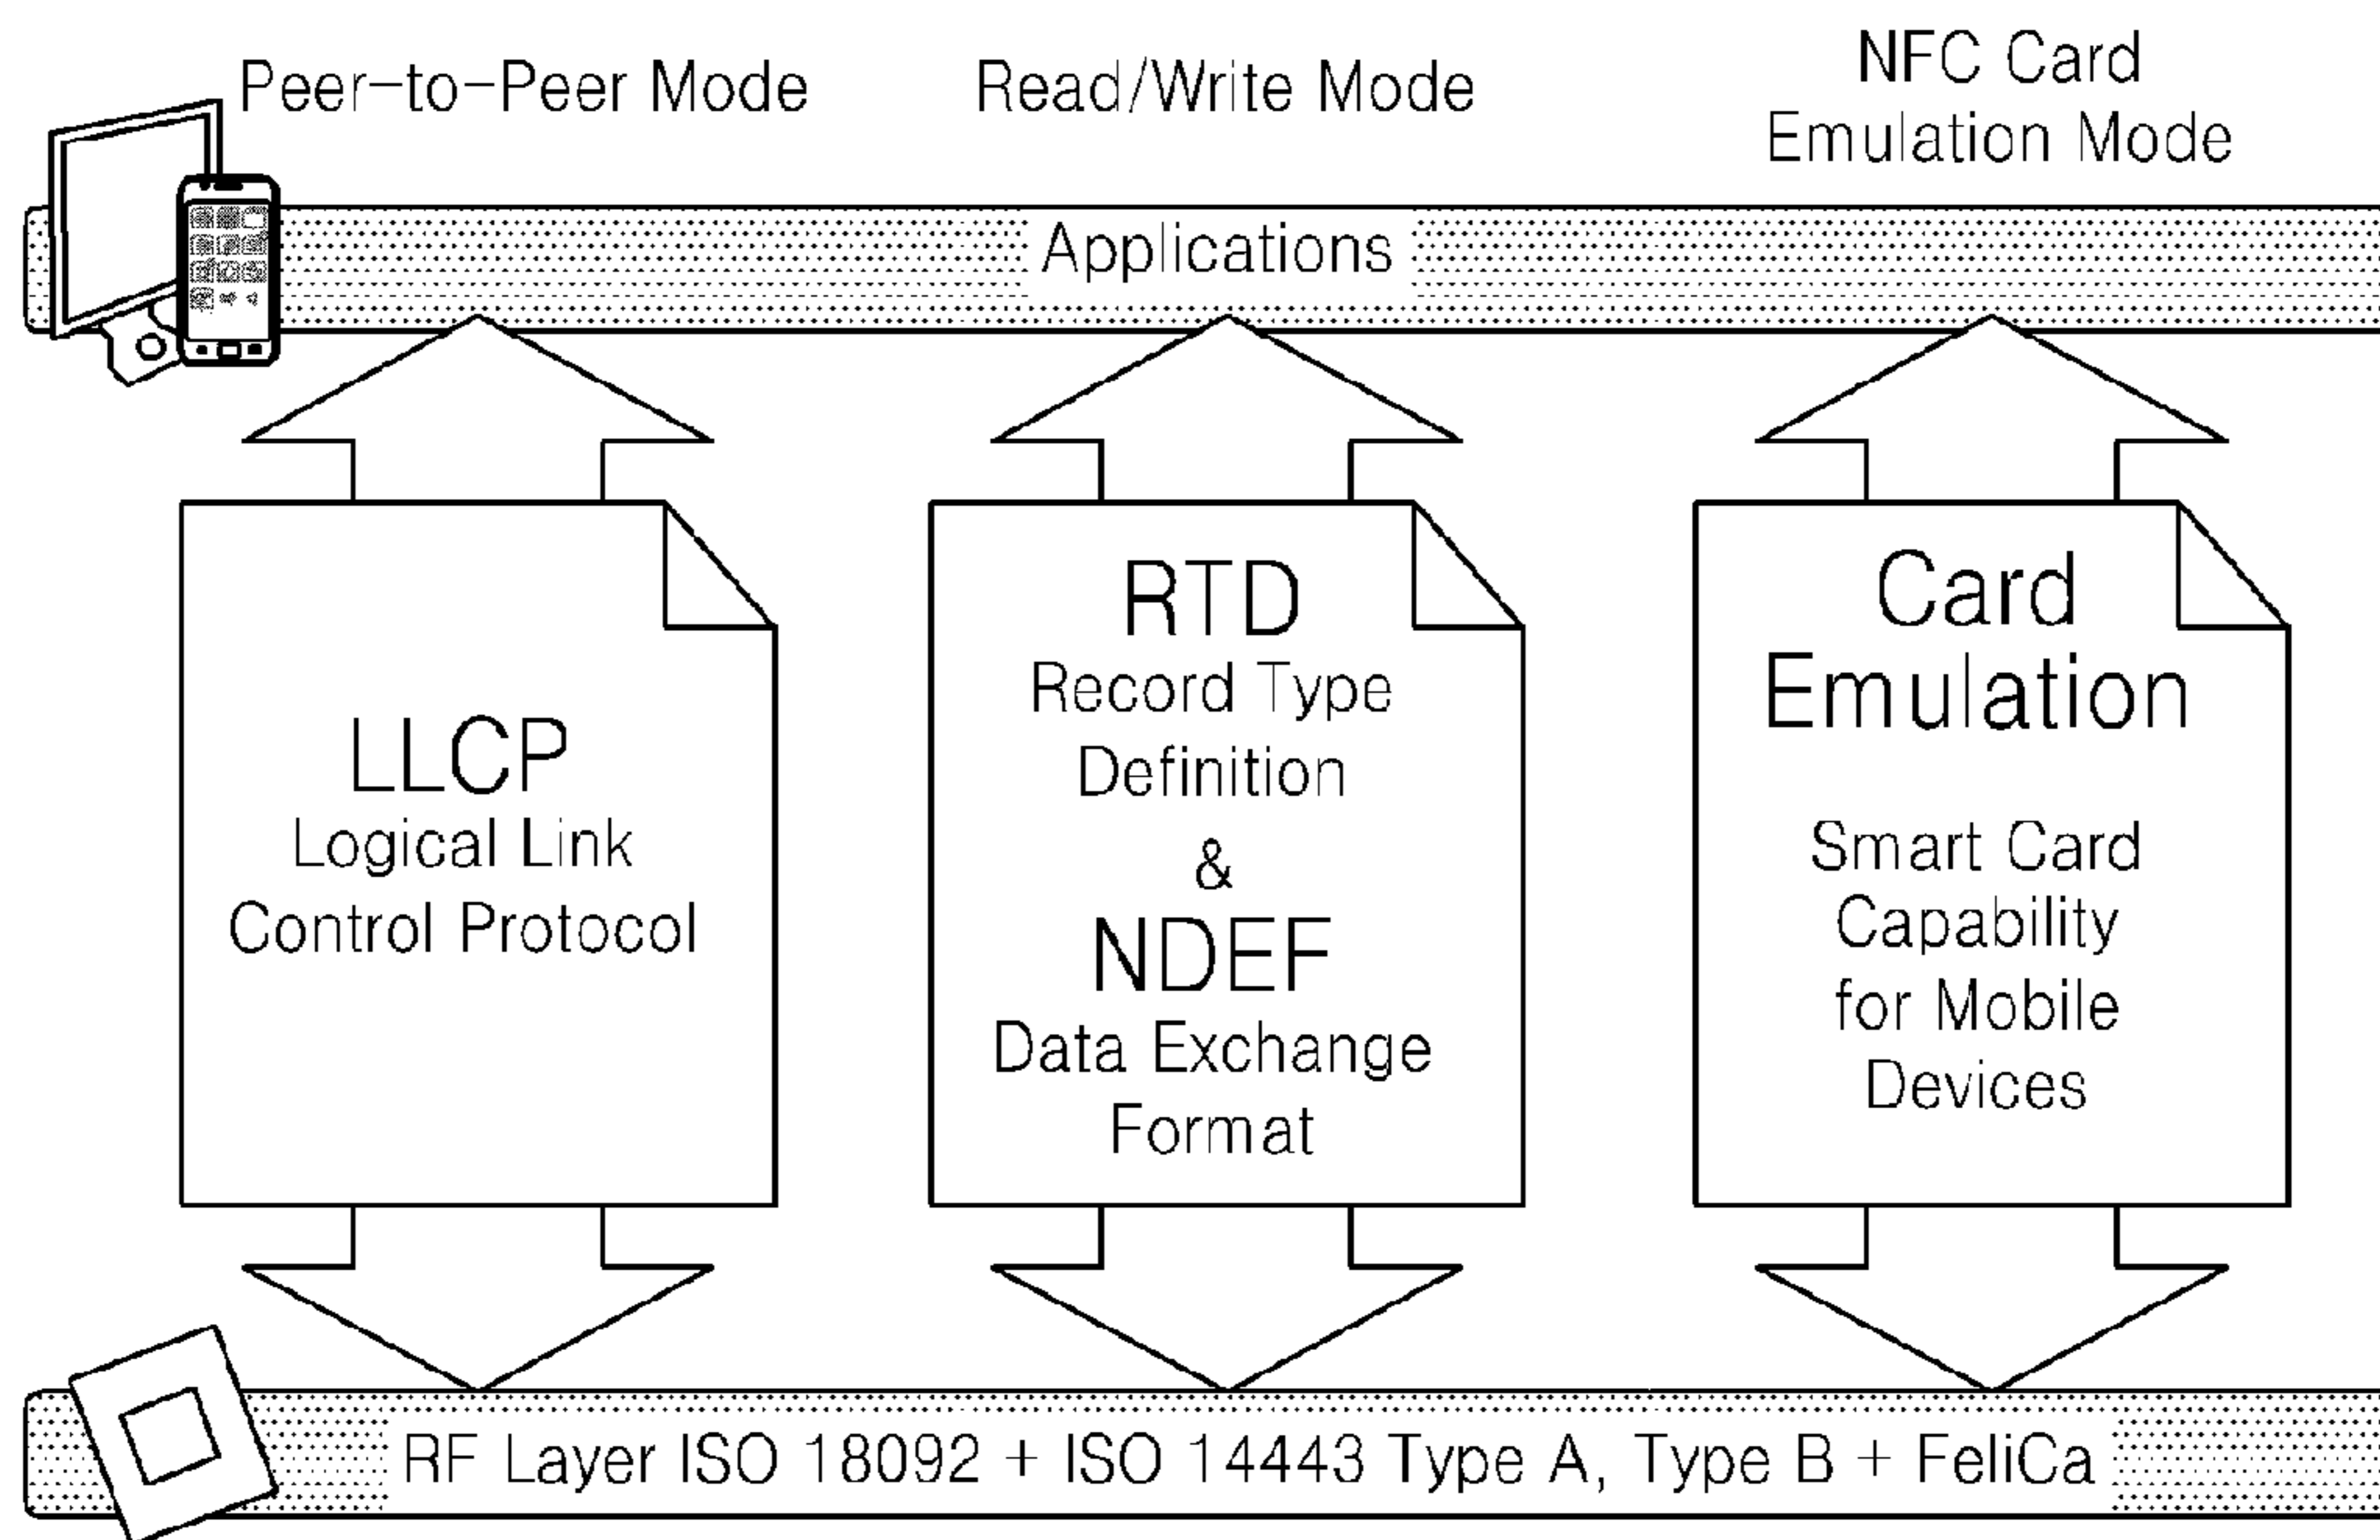 Peer-to-Peer Mode
Read/Write Mode
NFC Card
Emulation Mode
Applications
LLCP
Logical Link
Control Protocol
RTD
Record Type
Definition
&
NDEF
Data Exchange
Format
Card
Emulation
Smart Card
Capability
for Mobile
Devices
RF Layer ISO 18092 + ISO 14443 Type A, Type B + FeliCa